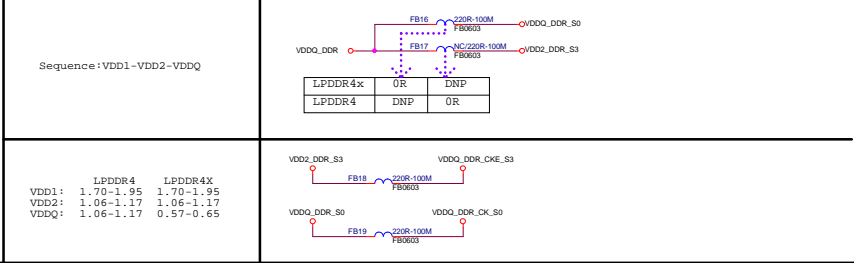 Sequence:VDD1-VDD2-VDDQ
FB16 220R-100M VDDQ_DDR_S0
FB0603
VDDQ_DDR FB17 NC/220R-100M VDD2_DDR_S3
FB0603
LPDDR4x 0R DNP
LPDDR4 DNP 0R
LPDDR4 LPDDR4X
VDD1: 1.70-1.95 1.70-1.95
VDD2: 1.06-1.17 1.06-1.17
VDDQ: 1.06-1.17 0.57-0.65
VDD2_DDR_S3 VDDQ_DDR_CKE_S3
FB18 220R-100M
FB0603
VDDQ_DDR_S0 VDDQ_DDR_CK_S0
FB19 220R-100M
FB0603